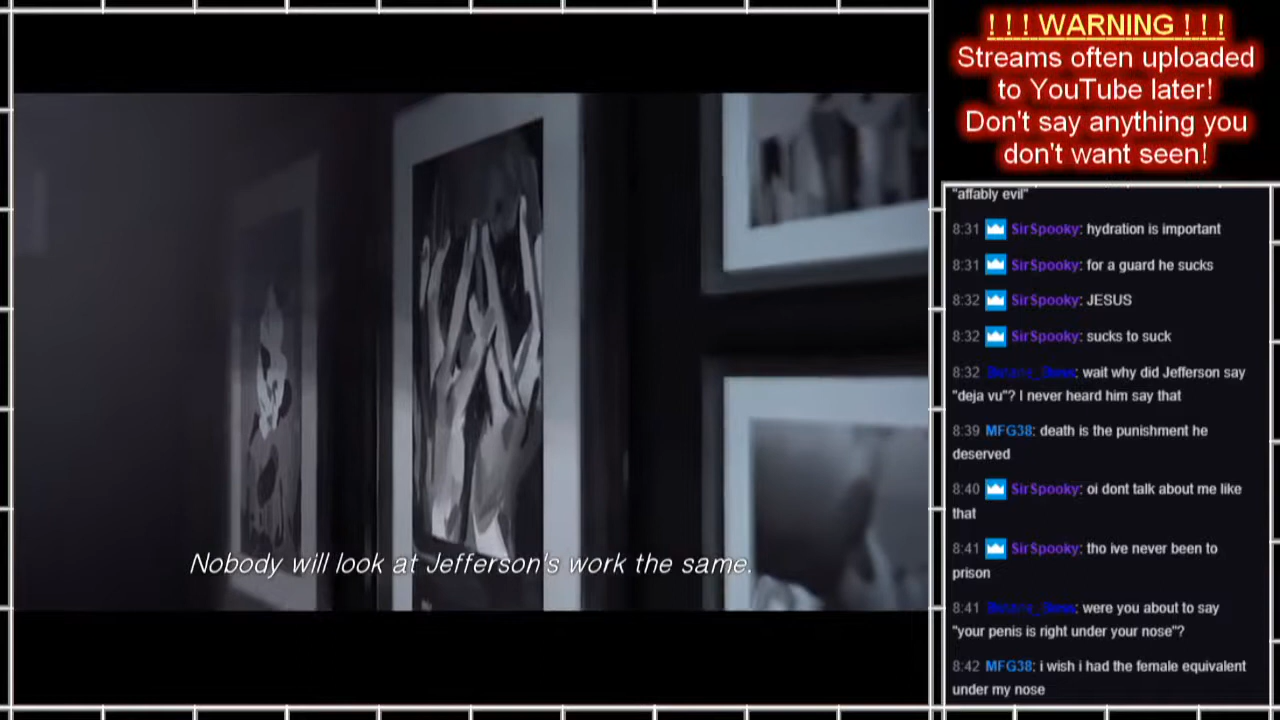 ! ! ! WARNING ! ! !
Streams often uploaded
to YouTube later!
Don't say anything you
don't want seen!
"affably evil"
8:31 SirSpooky: hydration is important
8:31 SirSpooky: for a guard he sucks
8:32 SirSpooky: JESUS
8:32 SirSpooky: sucks to suck
8:32 : wait why did Jefferson say
"deja vu"? I never heard him say that
8:39 MFG38: death is the punishment he
deserved
8:40 SirSpooky: oi dont talk about me like
that
8:41 SirSpooky: tho ive never been to
prison
8:41 : were you about to say
"your penis is right under your nose"?
8:42 MFG38: i wish i had the female equivalent
under my nose
Nobody will look at Jefferson's work the same.